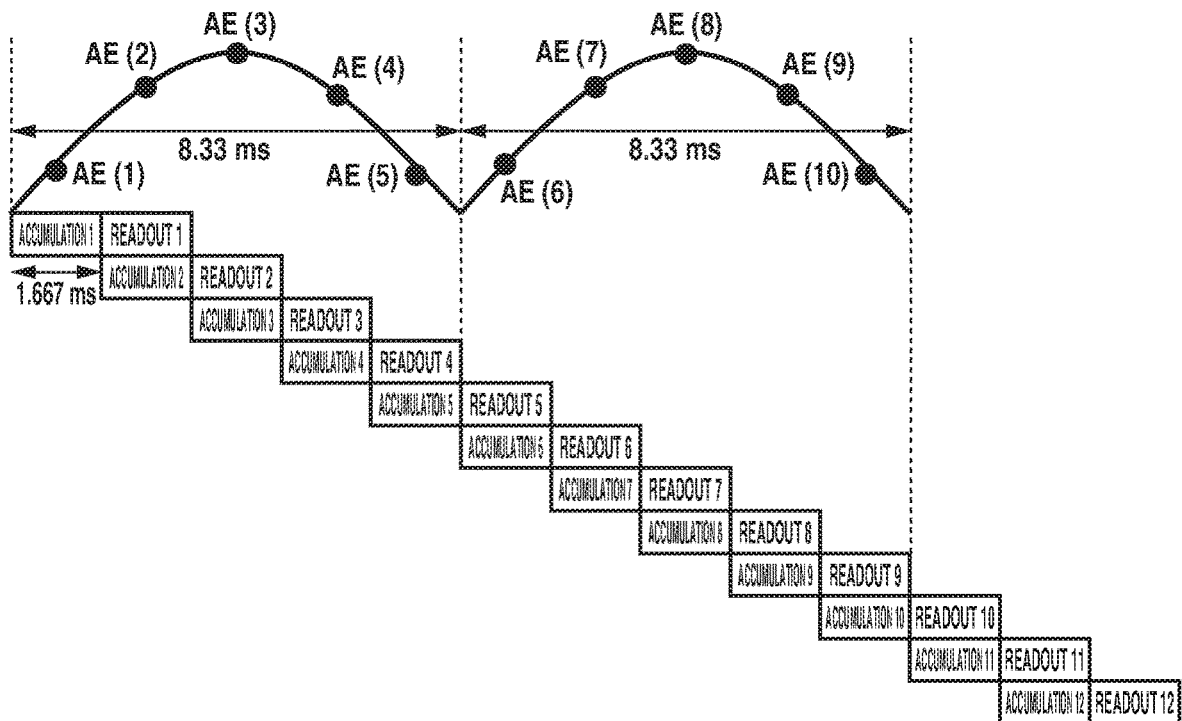 AE (3)
AE (2)
AE (4)
AE (8)
AE (7)
AE (9)
8.33 ms
8.33 ms
AE (1)
AE (5)
AE (6)
AE (10)
ACCUMULATION 1 READOUT 1
ACCUMULATION 2 READOUT 2
1.667 ms
ACCUMULATION 3 READOUT 3
ACCUMULATION 4 READOUT 4
ACCUMULATION 5 READOUT 5
ACCUMULATION 6 READOUT 6
ACCUMULATION 7 READOUT 7
ACCUMULATION 8 READOUT 8
ACCUMULATION 9 READOUT 9
ACCUMULATION 10 READOUT 10
ACCUMULATION 11 READOUT 11
ACCUMULATION 12 READOUT 12